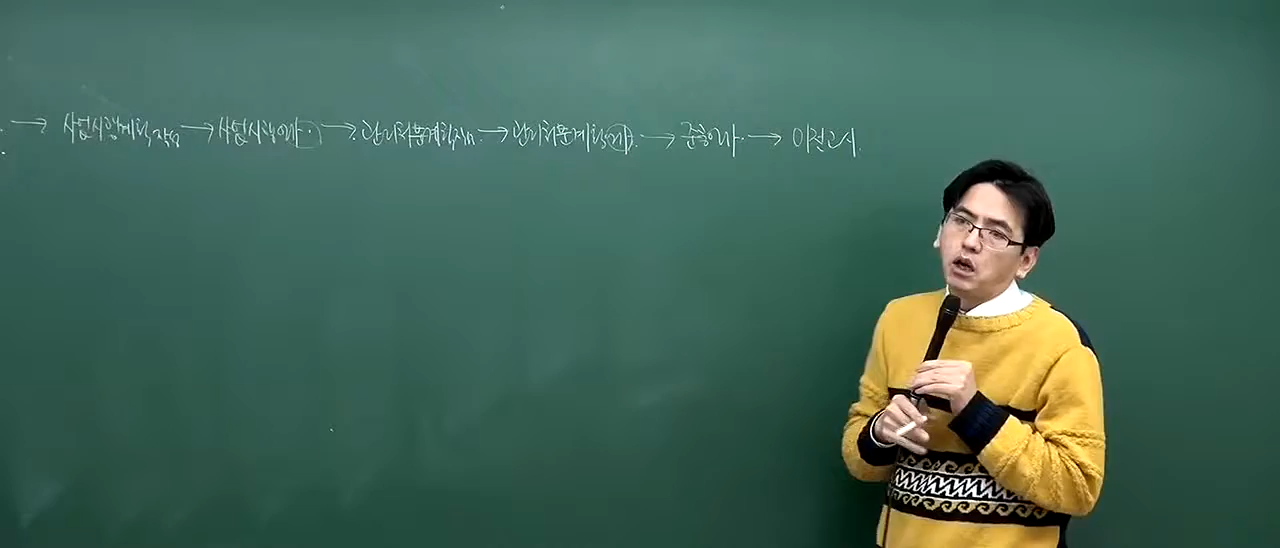 → 사업시행계획작성 → 사업시행인가 → 관리처분계획작성 → 관리처분계획인가 → 준공인가 → 이전고시